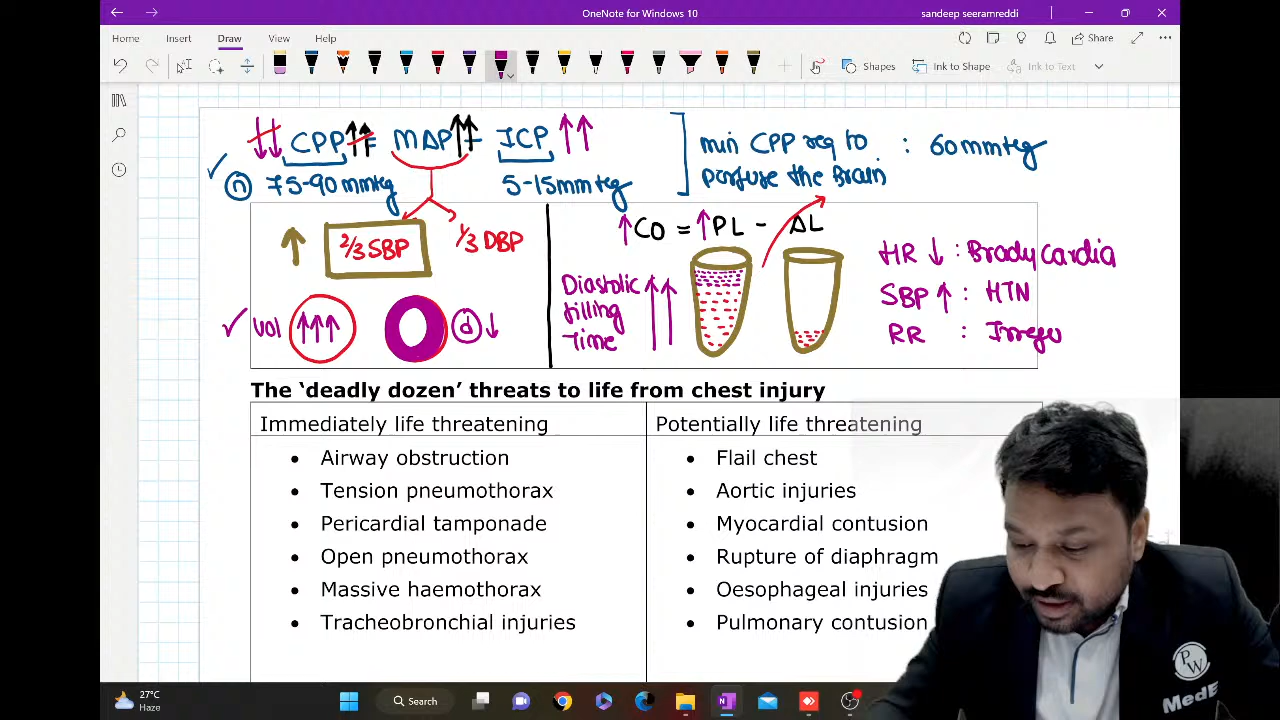 OneNote for Windows 10
sandeep seeramreddi
Home Insert Draw View Help
Share
Shapes Ink to Shape Ink to Text
↓↓ CPP ↑↑ = MAP ↑↑ - ICP ↑↑
min CPP req to : 60mmHg
perfuse the Brain
✓ (n) 75-90 mmHg 5-15mmHg
↑ 2/3 SBP 1/3 DBP
↑CO = ↑PL - AL
HR ↓ : Bradycardia
SBP ↑ : HTN
RR : Irregu
Diastolic ↑↑
filling
Time
✓ Vol ↑↑↑ (d) ↓
The ‘deadly dozen’ threats to life from chest injury
Immediately life threatening
• Airway obstruction
• Tension pneumothorax
• Pericardial tamponade
• Open pneumothorax
• Massive haemothorax
• Tracheobronchial injuries
Potentially life threatening
• Flail chest
• Aortic injuries
• Myocardial contusion
• Rupture of diaphragm
• Oesophageal injuries
• Pulmonary contusion
PW
MedE
27°C
Haze
Search